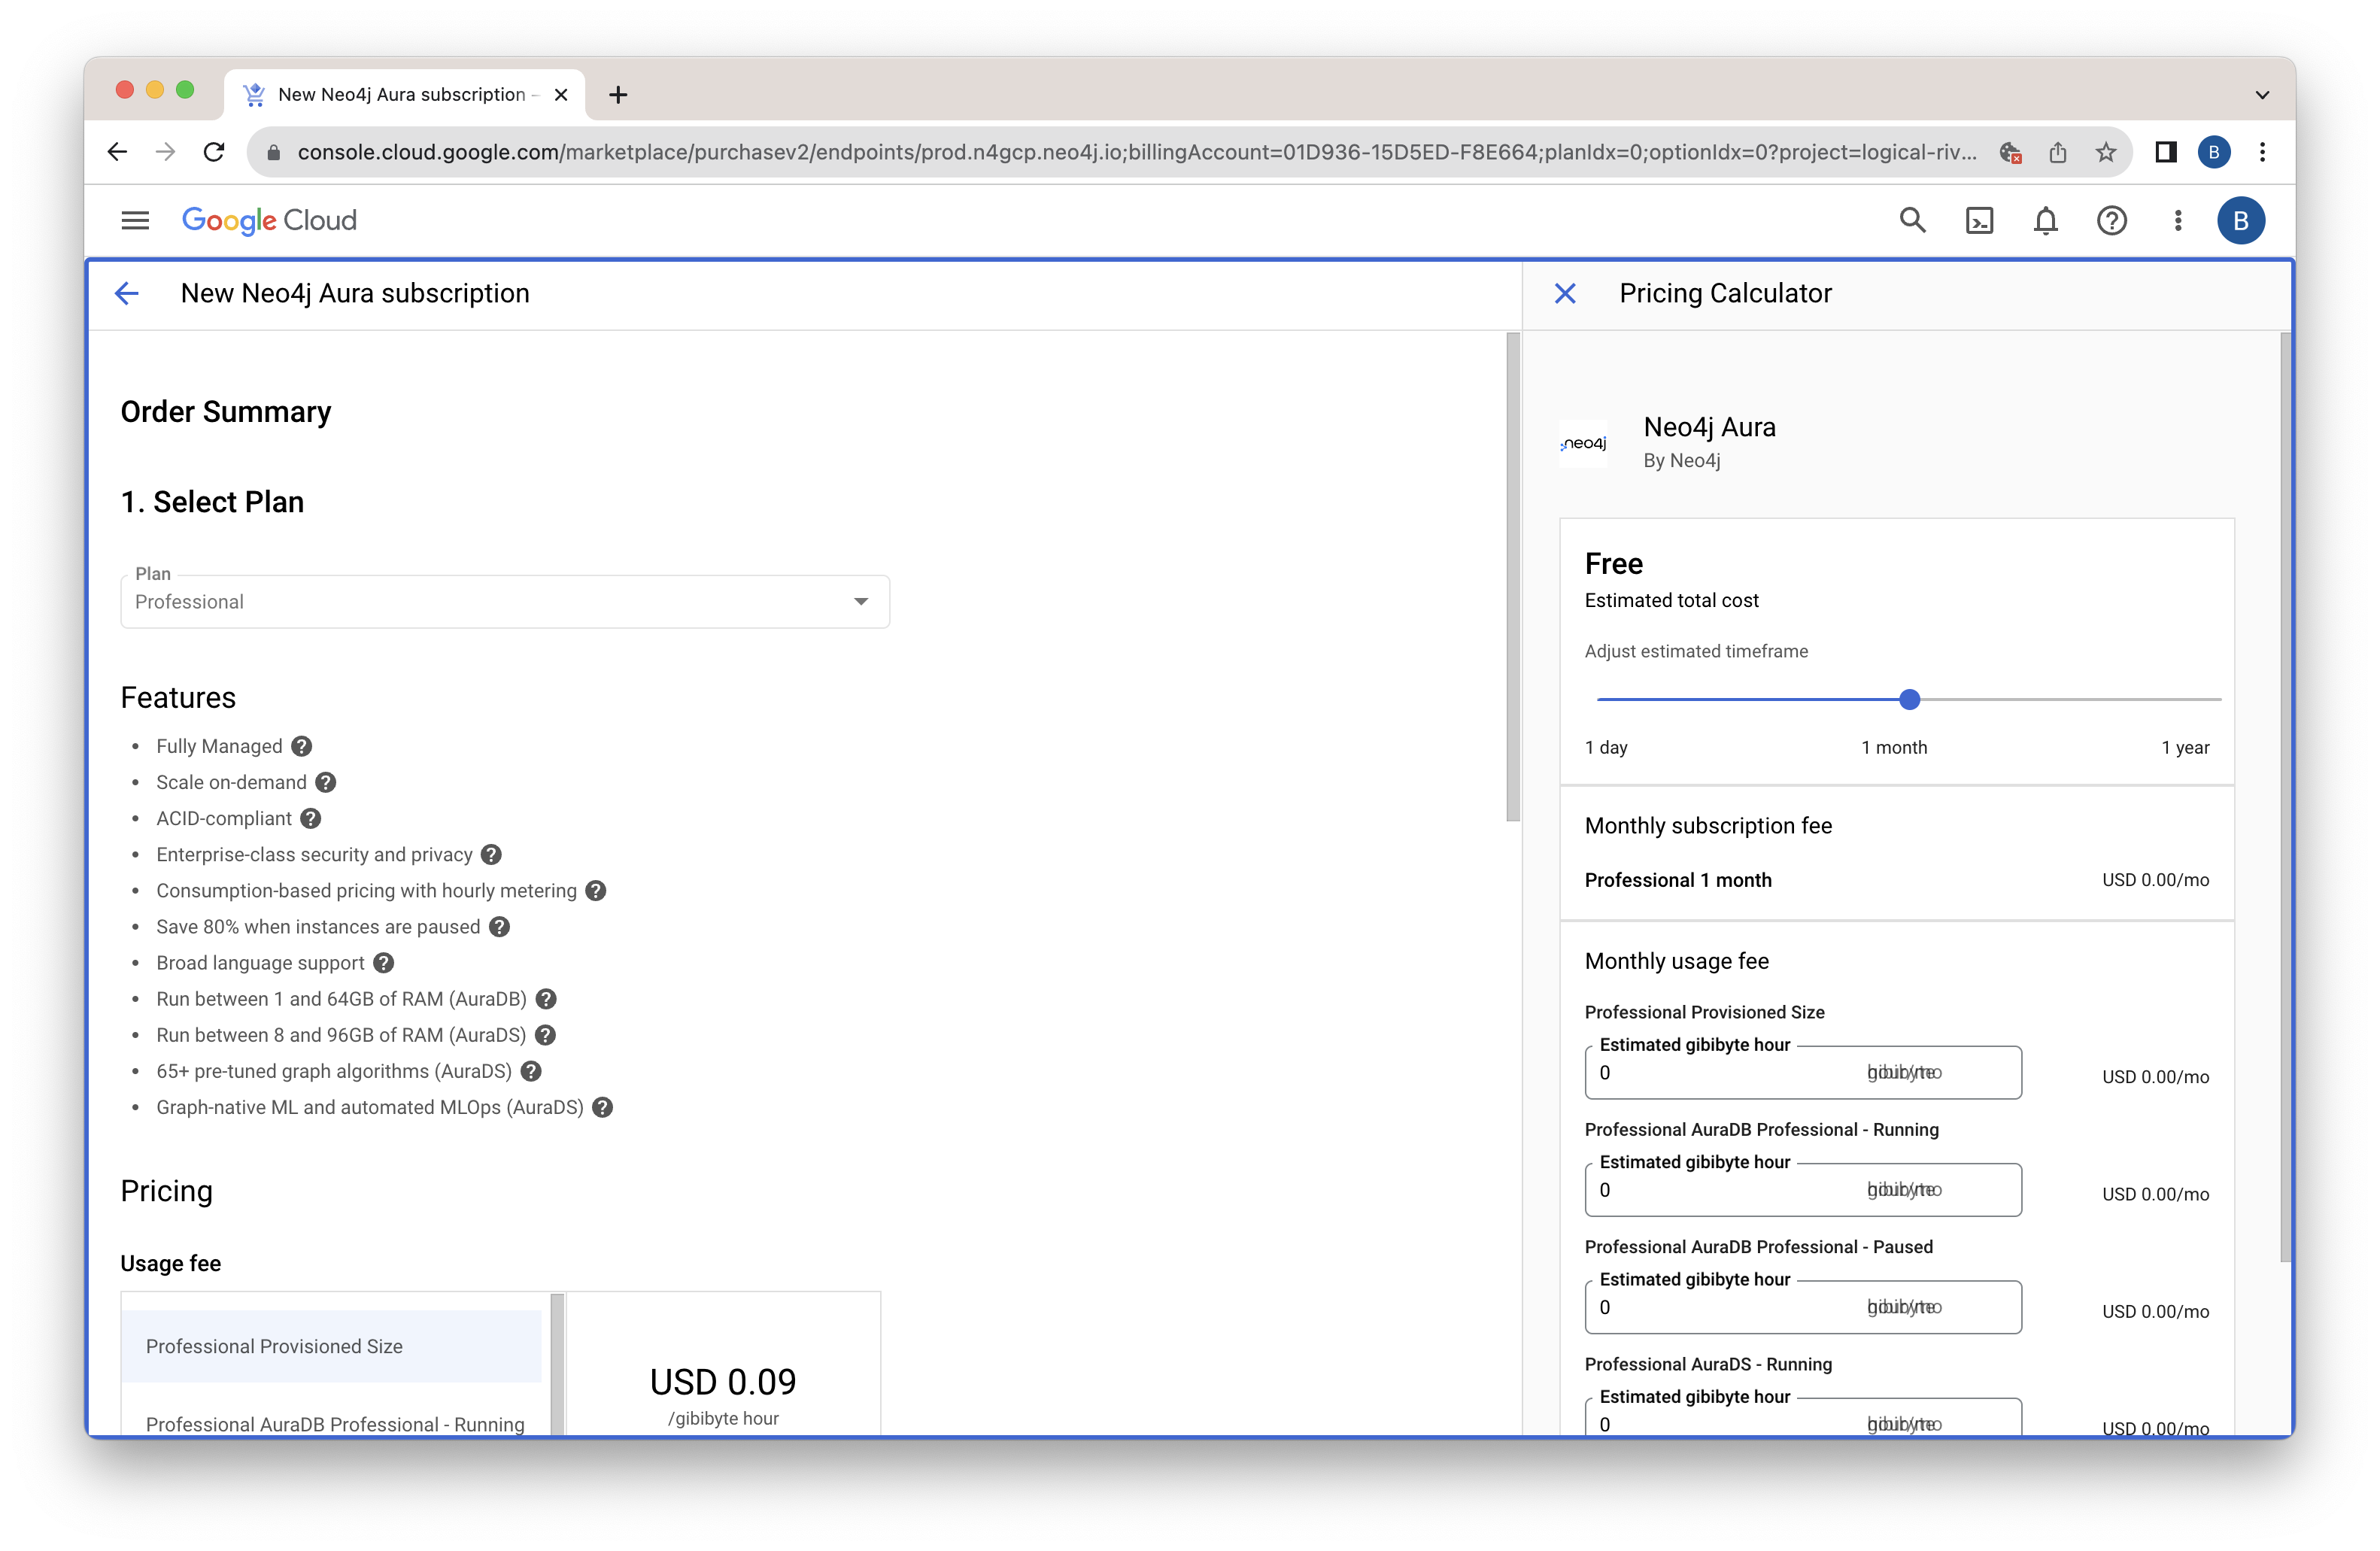 New Neo4j Aura subscription –
console.cloud.google.com/marketplace/purchasev2/endpoints/prod.n4gcp.neo4j.io;billingAccount=01D936-15D5ED-F8E664;planIdx=0;optionIdx=0?project=logical-riv...
B
Google Cloud
B
New Neo4j Aura subscription
Order Summary
1. Select Plan
Plan
Professional
Features
• Fully Managed
• Scale on-demand
• ACID-compliant
• Enterprise-class security and privacy
• Consumption-based pricing with hourly metering
• Save 80% when instances are paused
• Broad language support
• Run between 1 and 64GB of RAM (AuraDB)
• Run between 8 and 96GB of RAM (AuraDS)
• 65+ pre-tuned graph algorithms (AuraDS)
• Graph-native ML and automated MLOps (AuraDS)
Pricing
Usage fee
Professional Provisioned Size
Professional AuraDB Professional - Running
USD 0.09
/gibibyte hour
Pricing Calculator
neo4j
Neo4j Aura
By Neo4j
Free
Estimated total cost
Adjust estimated timeframe
1 day 1 month 1 year
Monthly subscription fee
Professional 1 month USD 0.00/mo
Monthly usage fee
Professional Provisioned Size
Estimated gibibyte hour
0 USD 0.00/mo
Professional AuraDB Professional - Running
Estimated gibibyte hour
0 USD 0.00/mo
Professional AuraDB Professional - Paused
Estimated gibibyte hour
0 USD 0.00/mo
Professional AuraDS - Running
Estimated gibibyte hour
0 USD 0.00/mo